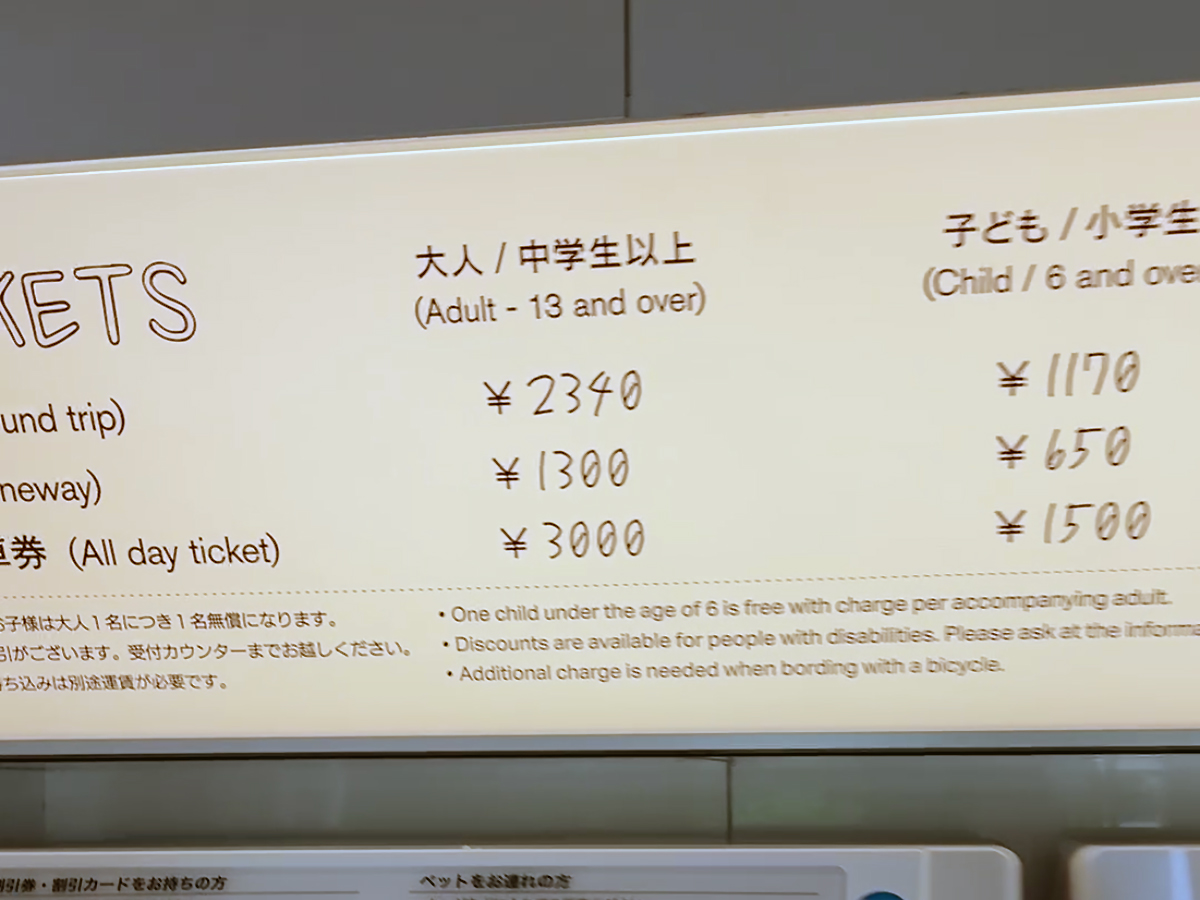 KETS
大人 / 中学生以上
(Adult - 13 and over)
子ども / 小学生
(Child / 6 and over
und trip)
¥ 2340
¥ 1170
neway)
¥ 1300
¥ 650
券 (All day ticket)
¥ 3000
¥ 1500
お子様は大人1名につき1名無償になります。
引がございます。受付カウンターまでお越しください。
ち込みは別途運賃が必要です。
• One child under the age of 6 is free with charge per accompanying adult.
• Discounts are available for people with disabilities. Please ask at the inform
• Additional charge is needed when bording with a bicycle.
割引券・割引カードをお持ちの方
ペットをお連れの方